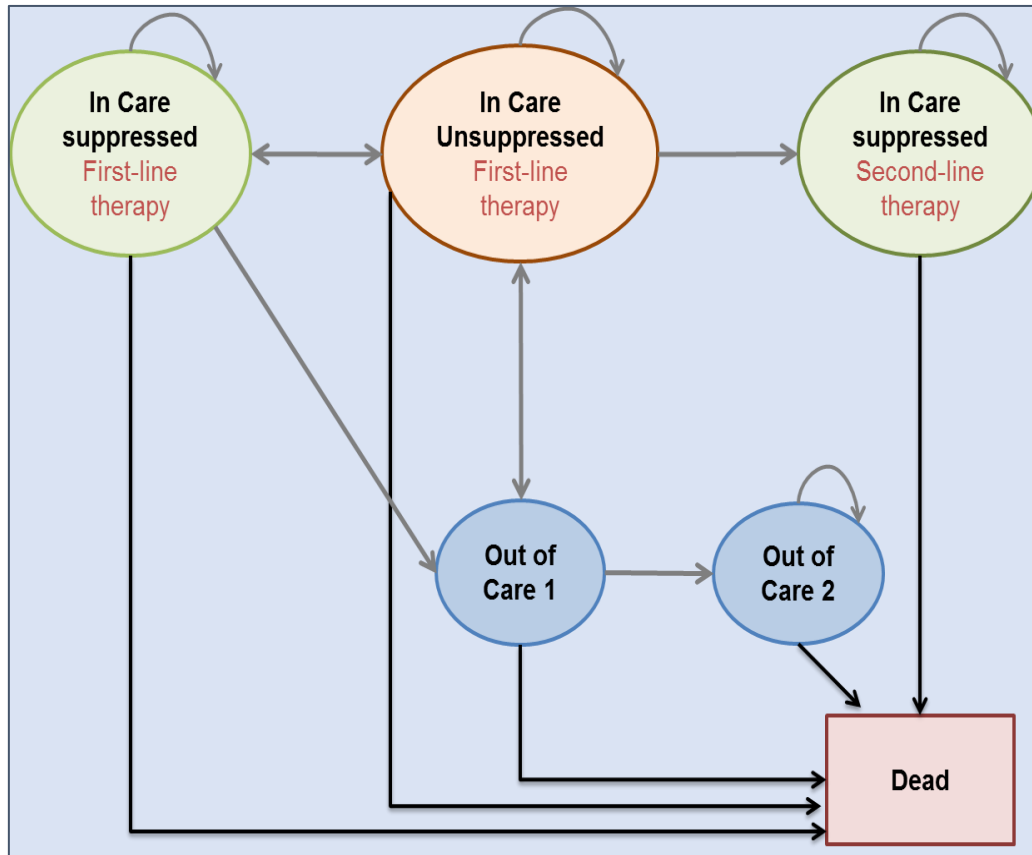 In Care
suppressed
First-line
therapy
In Care
Unsuppressed
First-line
therapy
In Care
suppressed
Second-line
therapy
Out of
Care 1
Out of
Care 2
Dead